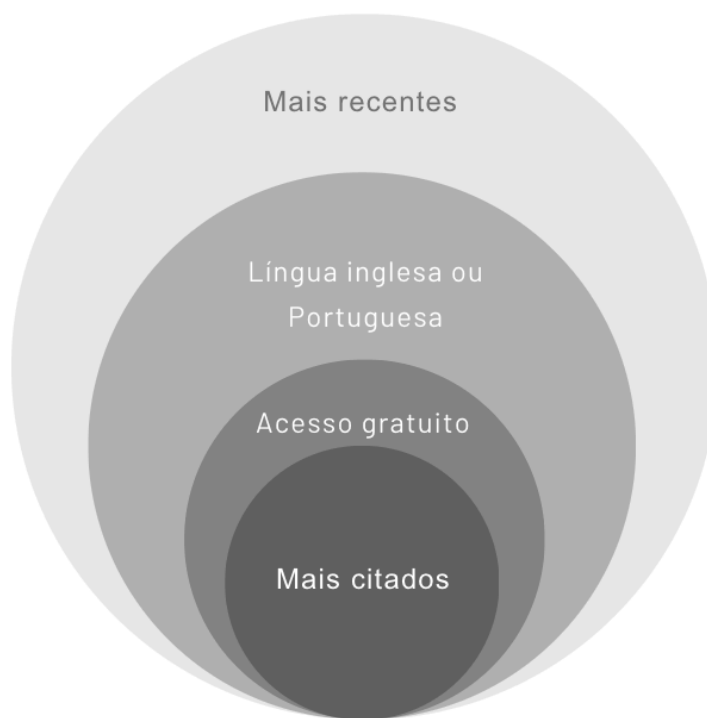 Mais recentes
Língua inglesa ou
Portuguesa
Acesso gratuito
Mais citados